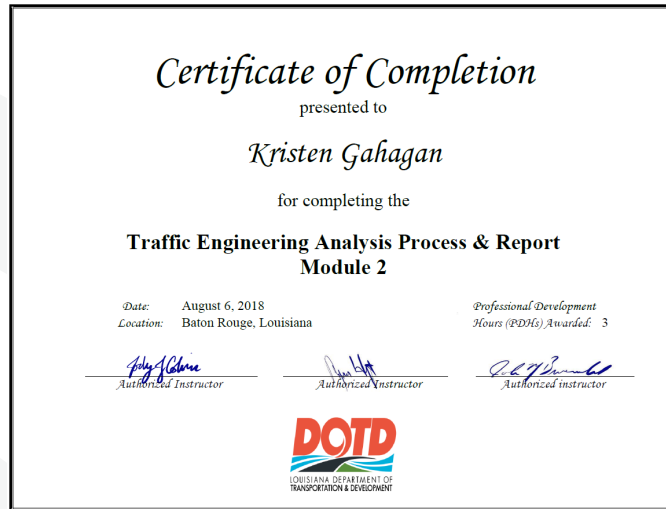 Certificate of Completion
presented to
Kristen Gahagan
for completing the
Traffic Engineering Analysis Process & Report
Module 2
Date: August 6, 2018
Location: Baton Rouge, Louisiana
Professional Development
Hours (PDHs) Awarded: 3
Authorized Instructor
Authorized Instructor
Authorized instructor
DOTD
LOUISIANA DEPARTMENT OF
TRANSPORTATION & DEVELOPMENT